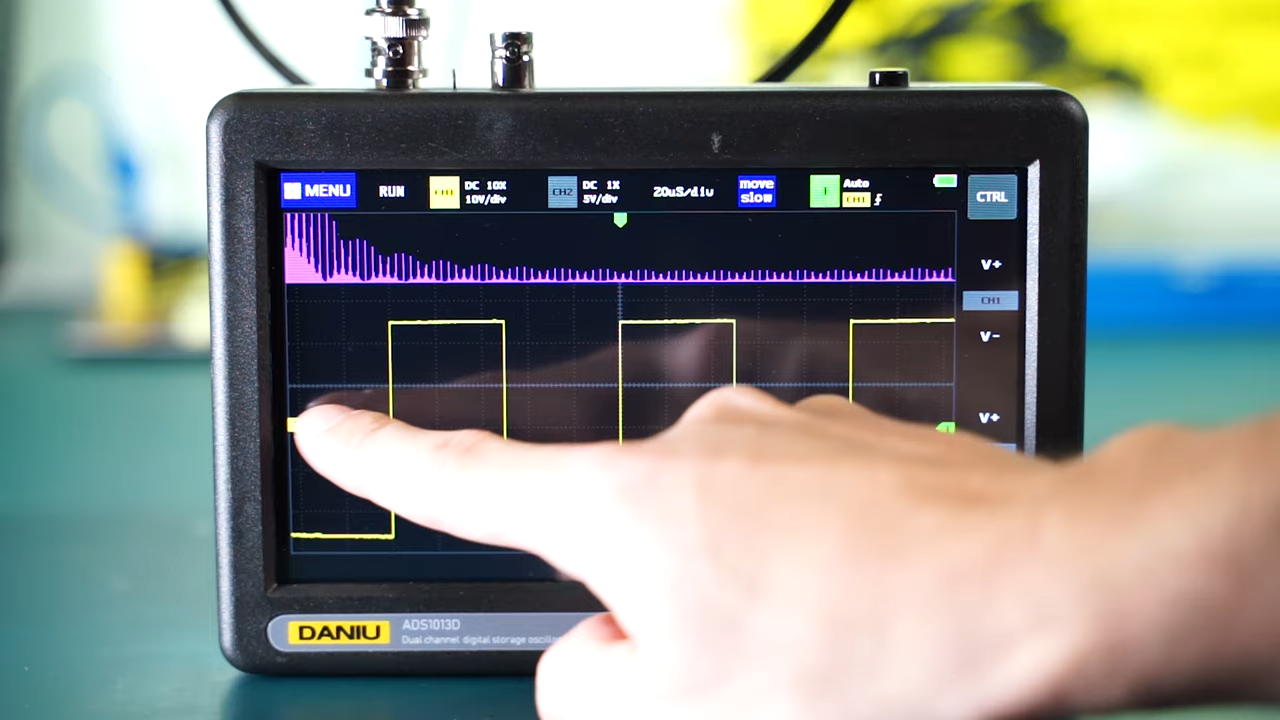 MENU
RUN
CH1
DC 10X
10V/div
CH2
DC 1X
5V/div
20uS/div
move
slow
Auto
CH1
CTRL
V+
CH1
V-
V+
DANIU
ADS1013D
Dual channel digital storage